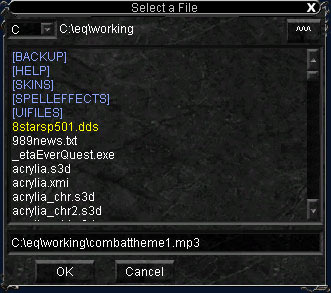 Select a File
X
C C:\eq\working
^^^
[BACKUP]
[HELP]
[SKINS]
[SPELLEFFECTS]
[UIFILES]
8starsp501.dds
989news.txt
_etaEverQuest.exe
acrylia.s3d
acrylia.xmi
acrylia_chr.s3d
acrylia_chr2.s3d
C:\eq\working\combattheme1.mp3
OK Cancel